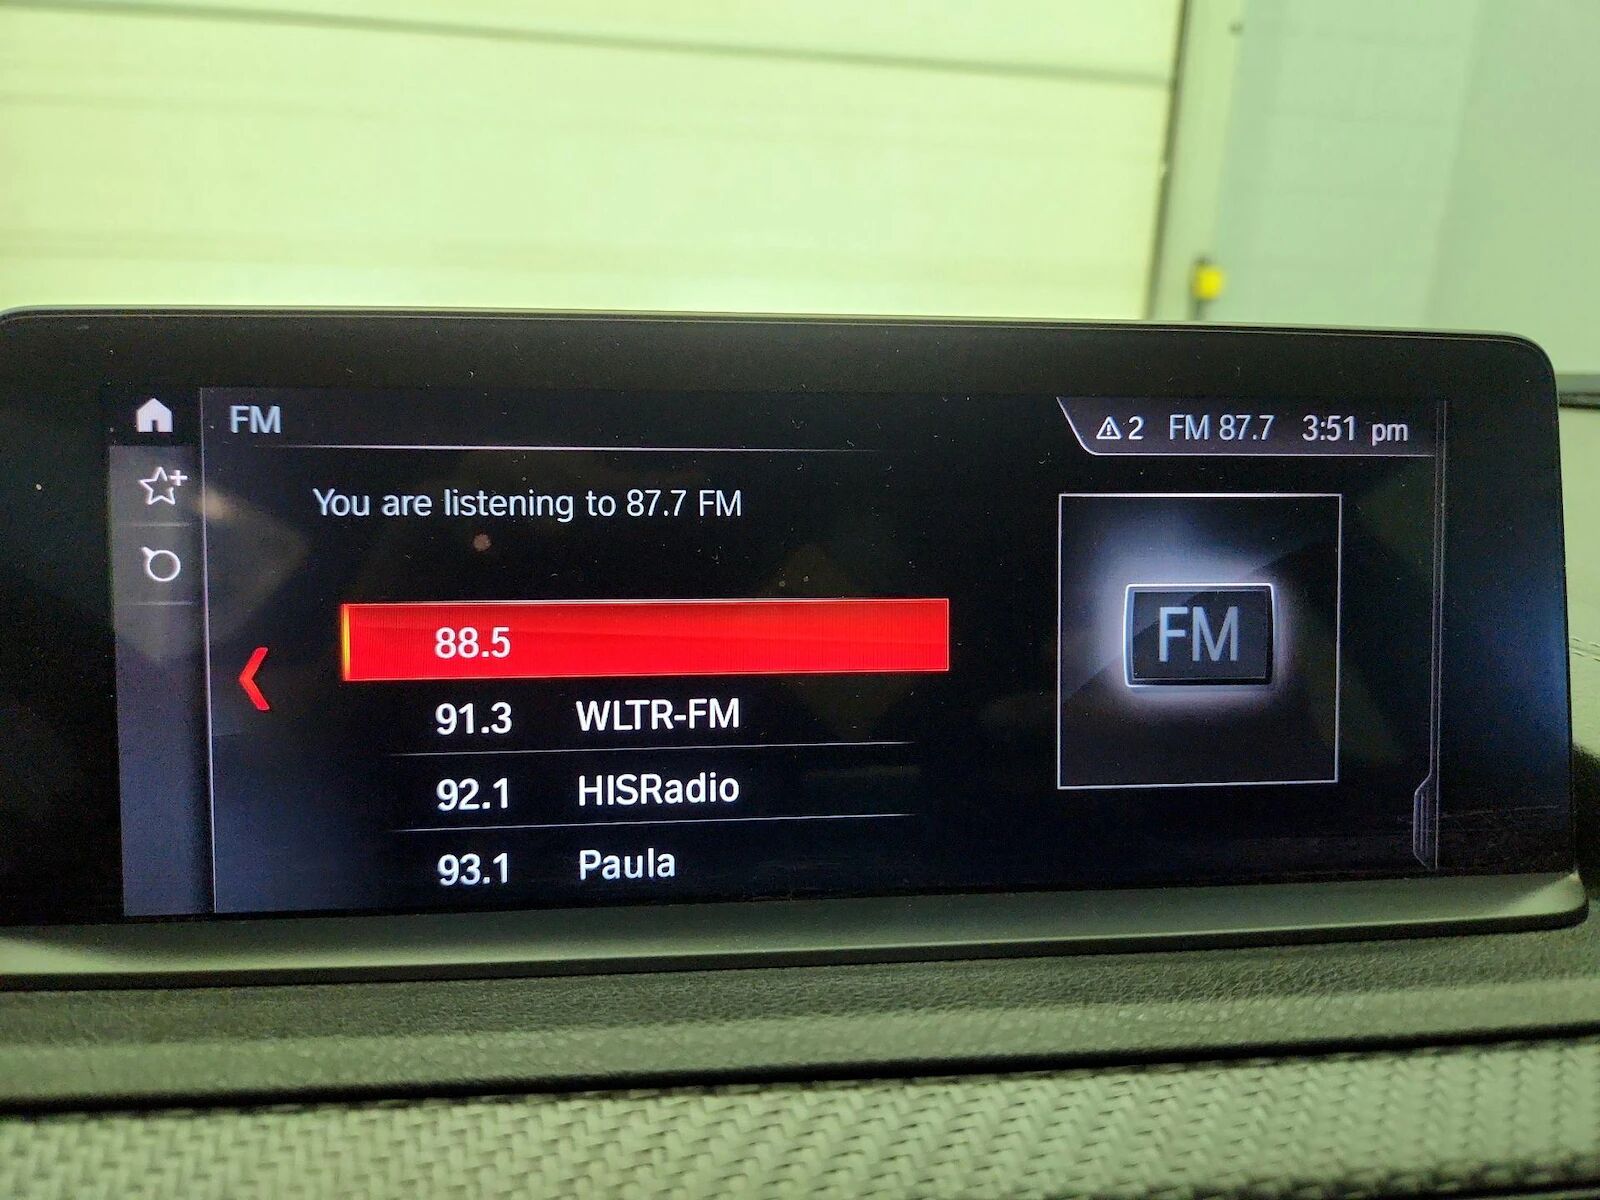 FM
2 FM 87.7 3:51 pm
You are listening to 87.7 FM
88.5
91.3 WLTR-FM
92.1 HISRadio
93.1 Paula
FM